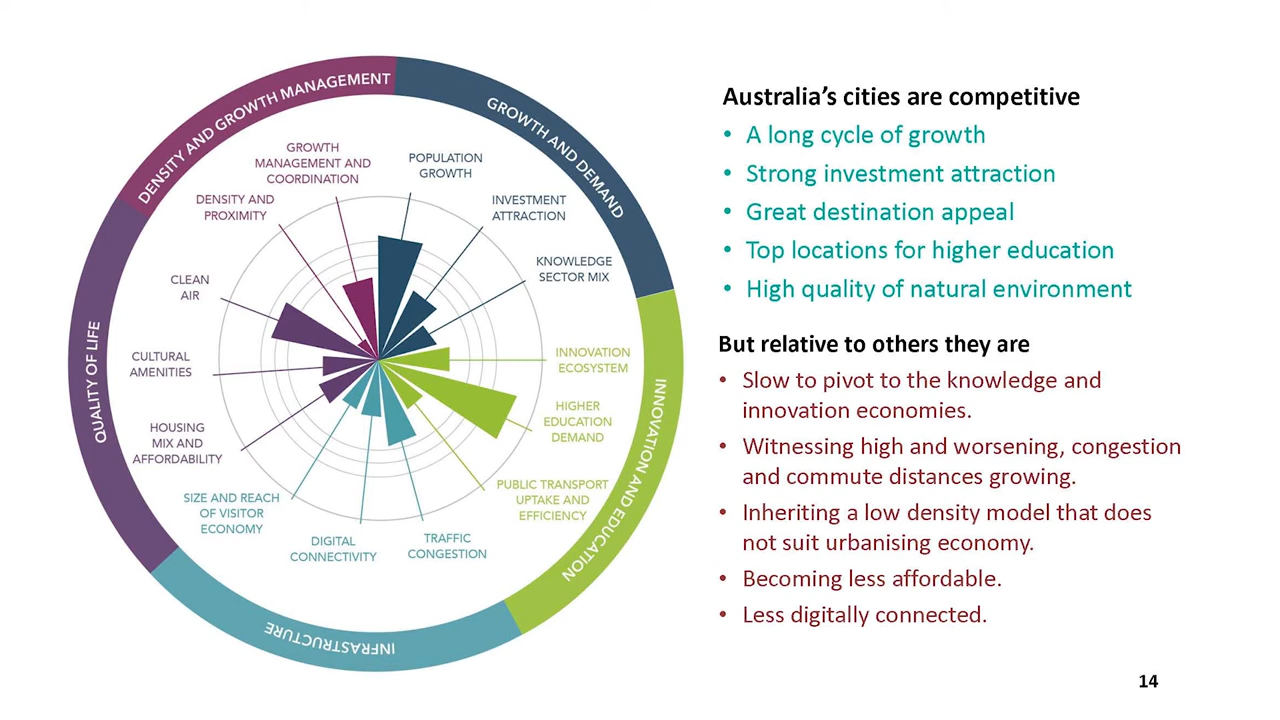 DENSITY AND GROWTH MANAGEMENT
GROWTH AND DEMAND
INNOVATION AND EDUCATION
INFRASTRUCTURE
QUALITY OF LIFE
GROWTH
MANAGEMENT AND
COORDINATION
POPULATION
GROWTH
DENSITY AND
PROXIMITY
INVESTMENT
ATTRACTION
KNOWLEDGE
SECTOR MIX
CLEAN
AIR
INNOVATION
ECOSYSTEM
CULTURAL
AMENITIES
HIGHER
EDUCATION
DEMAND
HOUSING
MIX AND
AFFORDABILITY
PUBLIC TRANSPORT
UPTAKE AND
EFFICIENCY
SIZE AND REACH
OF VISITOR
ECONOMY
DIGITAL
CONNECTIVITY
TRAFFIC
CONGESTION
Australia’s cities are competitive
• A long cycle of growth
• Strong investment attraction
• Great destination appeal
• Top locations for higher education
• High quality of natural environment
But relative to others they are
• Slow to pivot to the knowledge and
innovation economies.
• Witnessing high and worsening, congestion
and commute distances growing.
• Inheriting a low density model that does
not suit urbanising economy.
• Becoming less affordable.
• Less digitally connected.
14